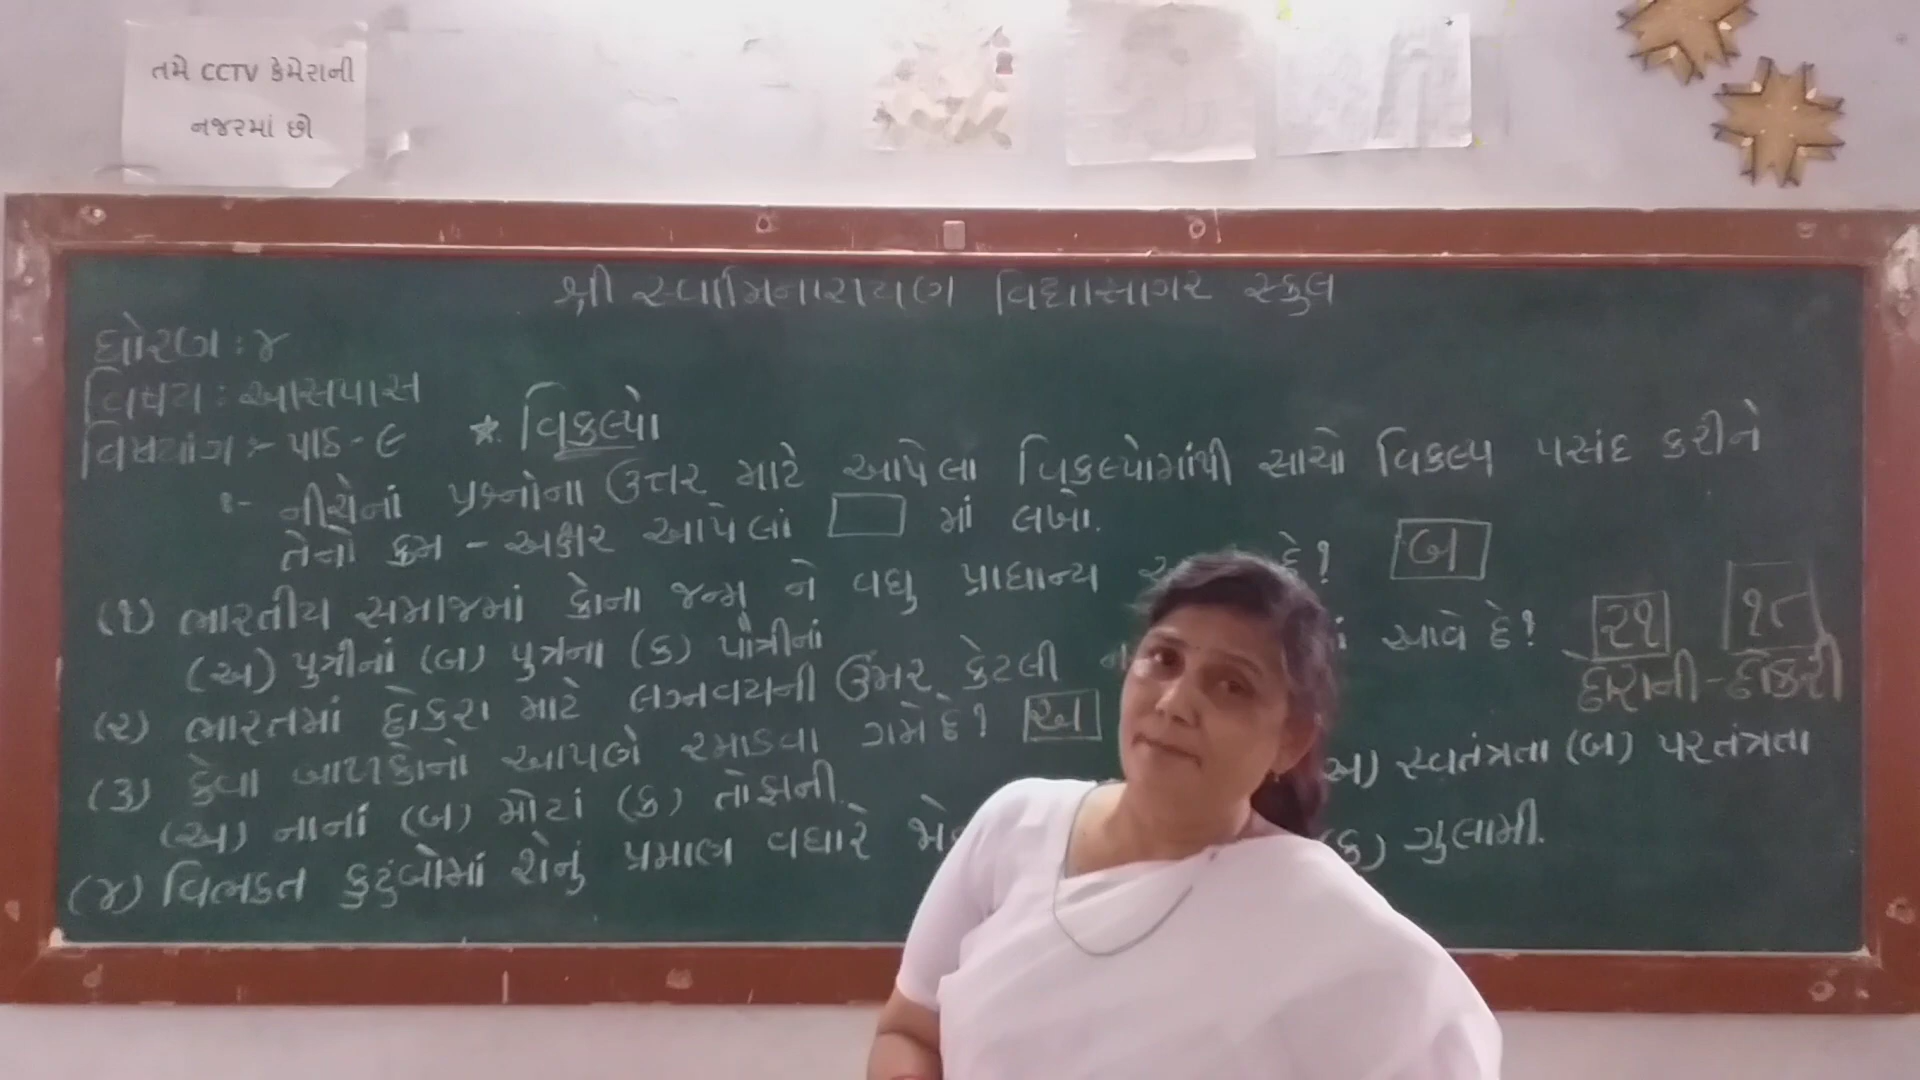 તમે CCTV કેમેરાની
નજરમાં છો
શ્રી સ્વામિનારાયણ વિદ્યાસાગર સ્કુલ
ધોરણ : ૪
વિષય : આસપાસ
વિષયાંગ :- પાઠ - ૯
★ વિકલ્પો
૧- નીચેનાં પ્રશ્નોના ઉત્તર માટે આપેલા વિકલ્પોમાંથી સાચો વિકલ્પ પસંદ કરીને
તેનો ક્રમ - અક્ષર આપેલાં માં લખો.
(૧) ભારતીય સમાજમાં કોના જન્મ ને વધુ પ્રાધાન્ય છે? બ
(અ) પુત્રીનાં (બ) પુત્રના (ક) પૌત્રીનાં
(૨) ભારતમાં છોકરા માટે લગ્નવયની ઉંમર કેટલી આવે છે? ૨૧ ૧૮
છોકરાની - છોકરી
(૩) કેવા બાળકોનો આપણે રમાડવા ગમે છે? અ
(અ) નાનાં (બ) મોટાં (ક) તોફાની.
(૪) વિભક્ત કુટુંબોમાં શેનું પ્રમાણ વધારે
(અ) સ્વતંત્રતા (બ) પરતંત્રતા
(ક) ગુલામી.